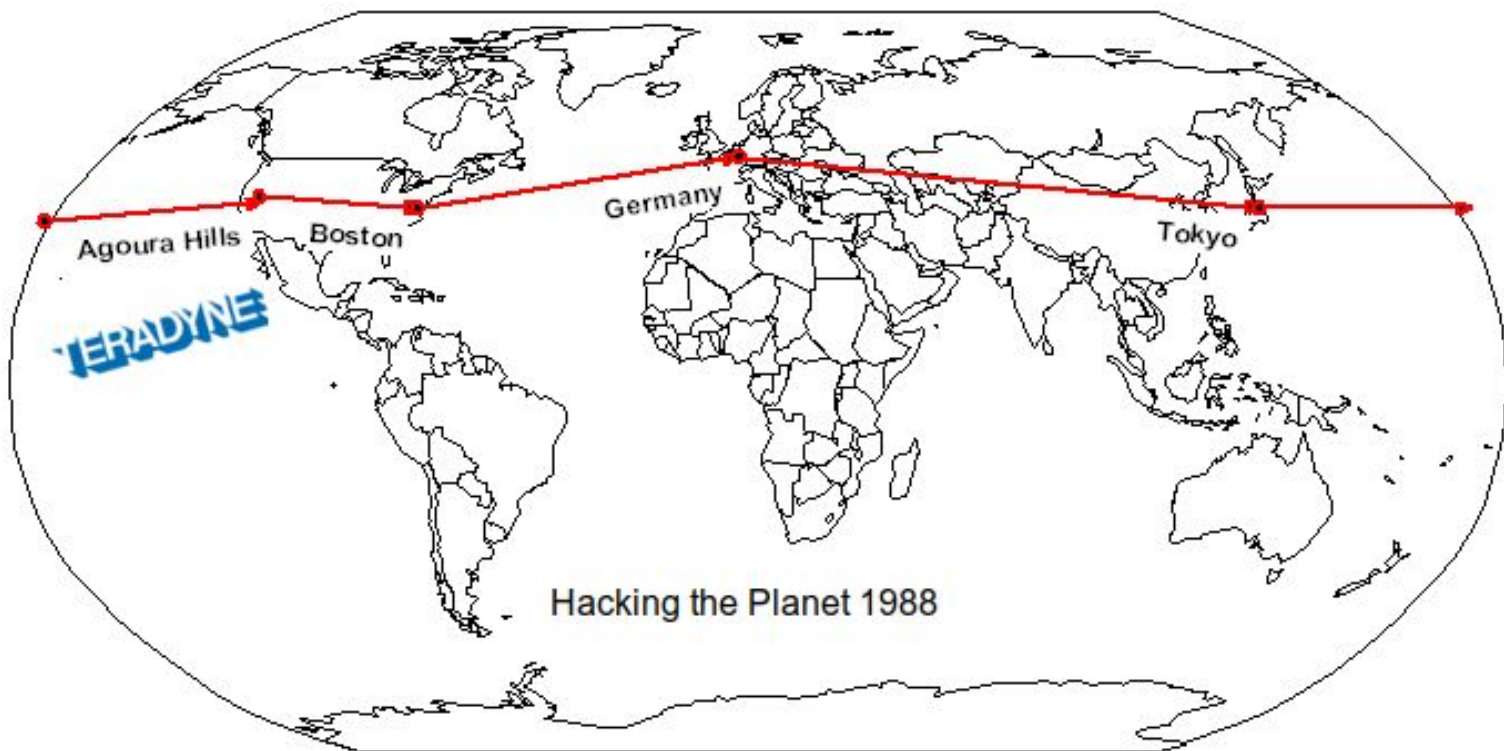 Agoura Hills
Boston
Germany
Tokyo
TERADYNE
Hacking the Planet 1988